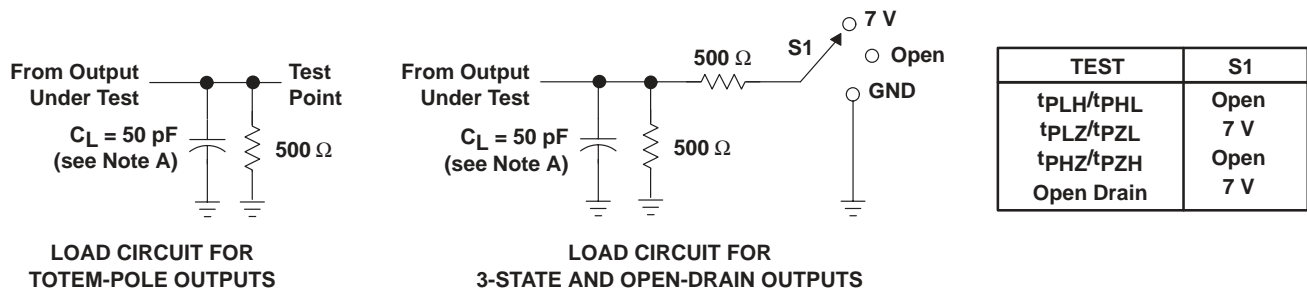 From Output
Under Test
Test
Point
CL = 50 pF
(see Note A)
500 Ω
LOAD CIRCUIT FOR
TOTEM-POLE OUTPUTS
From Output
Under Test
500 Ω
S1
7 V
Open
GND
CL = 50 pF
(see Note A)
500 Ω
LOAD CIRCUIT FOR
3-STATE AND OPEN-DRAIN OUTPUTS
TEST S1
tPLH/tPHL Open
tPLZ/tPZL 7 V
tPHZ/tPZH Open
Open Drain 7 V